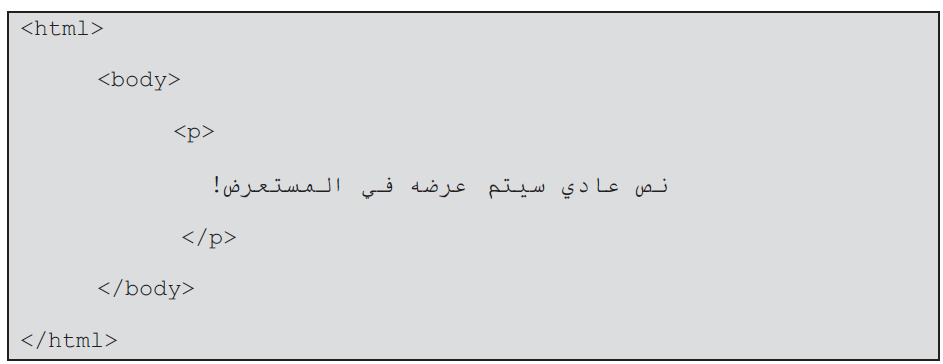 <html>
<body>
<p>
نص عادي سيتم عرضه في المستعرض!
</p>
</body>
</html>